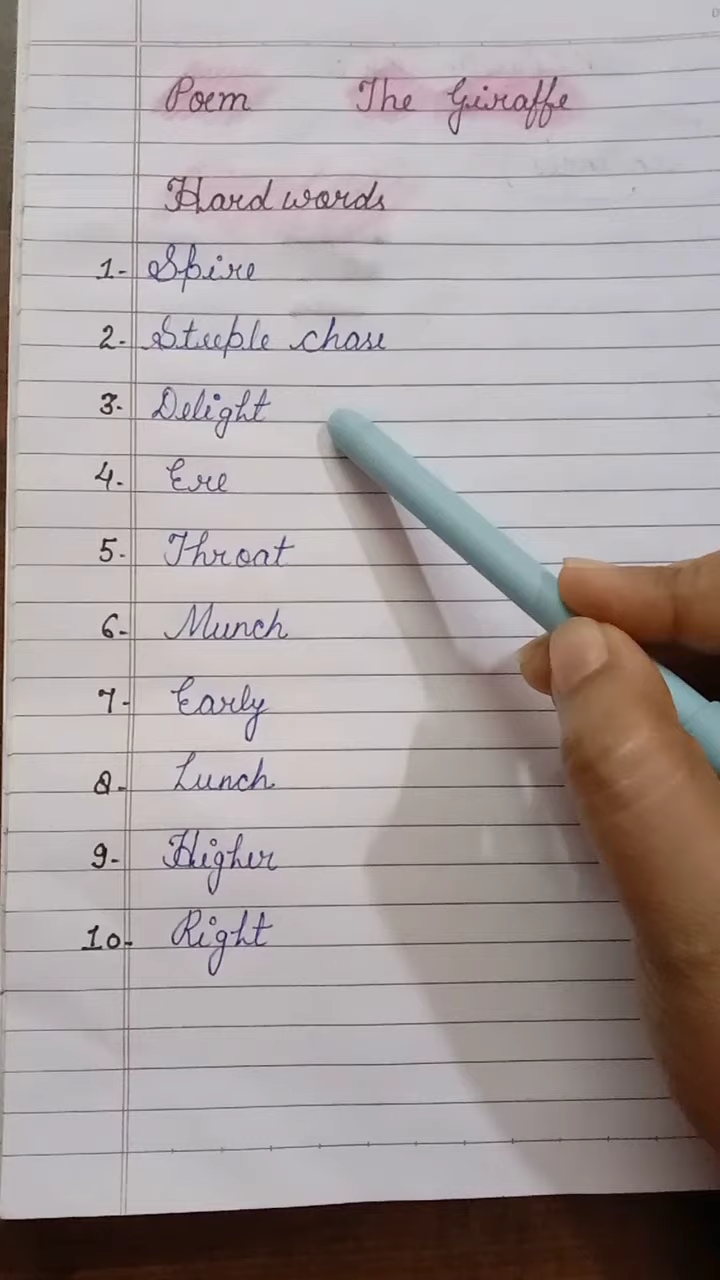 Poem The Giraffe
Hard words
1- Spire
2. Steeple chase
3. Delight
4. Ere
5. Throat
6- Munch
7- Early
8- Lunch
9- Higher
10- Right